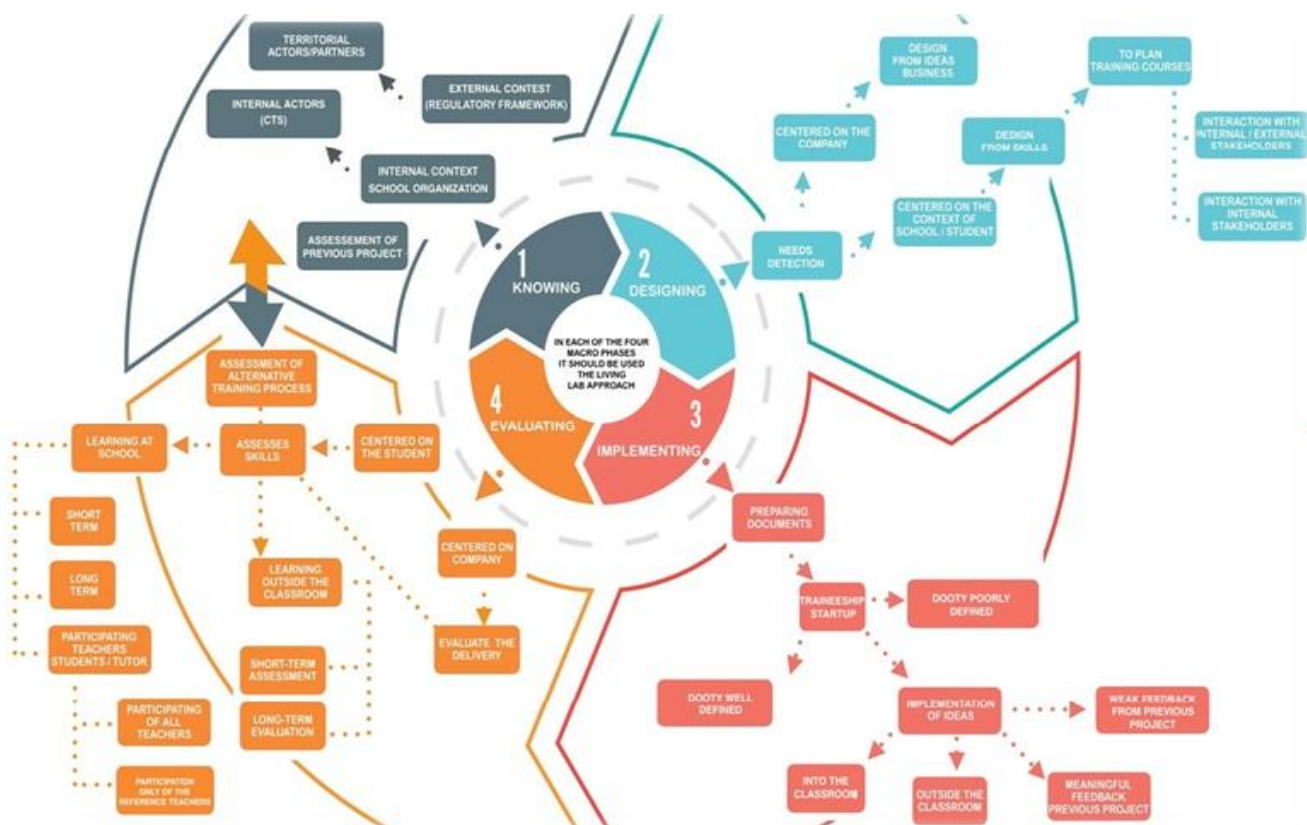 TERRITORIAL
ACTORS/PARTNERS
EXTERNAL CONTEST
(REGULATORY FRAMEWORK)
INTERNAL ACTORS
(CTS)
INTERNAL CONTEXT
SCHOOL ORGANIZATION
ASSESSEMENT OF
PREVIOUS PROJECT
1
KNOWING
2
DESIGNING
3
IMPLEMENTING
4
EVALUATING
IN EACH OF THE FOUR
MACRO PHASES
IT SHOULD BE USED
THE LIVING
LAB APPROACH
NEEDS
DETECTION
CENTERED ON THE
COMPANY
DESIGN
FROM IDEAS
BUSINESS
CENTERED ON THE
CONTEXT OF
SCHOOL / STUDENT
DESIGN
FROM SKILLS
TO PLAN
TRAINING COURSES
INTERACTION WITH
INTERNAL / EXTERNAL
STAKEHOLDERS
INTERACTION WITH
INTERNAL
STAKEHOLDERS
PREPARING
DOCUMENTS
TRAINEESHIP
STARTUP
DOOTY POORLY
DEFINED
DOOTY WELL
DEFINED
IMPLEMENTATION
OF IDEAS
WEAK FEEDBACK
FROM PREVIOUS
PROJECT
INTO THE
CLASSROOM
OUTSIDE THE
CLASSROOM
MEANINGFUL
FEEDBACK
PREVIOUS PROJECT
ASSESSMENT OF
ALTERNATIVE
TRAINING PROCESS
LEARNING AT
SCHOOL
ASSESSES
SKILLS
CENTERED ON
THE STUDENT
SHORT
TERM
LONG
TERM
PARTICIPATING
TEACHERS
STUDENTS / TUTOR
PARTICIPATING
OF ALL
TEACHERS
PARTICIPATION
ONLY OF THE
REFERENCE TEACHERS
LEARNING
OUTSIDE THE
CLASSROOM
SHORT-TERM
ASSESSMENT
LONG-TERM
EVALUATION
CENTERED ON
COMPANY
EVALUATE THE
DELIVERY